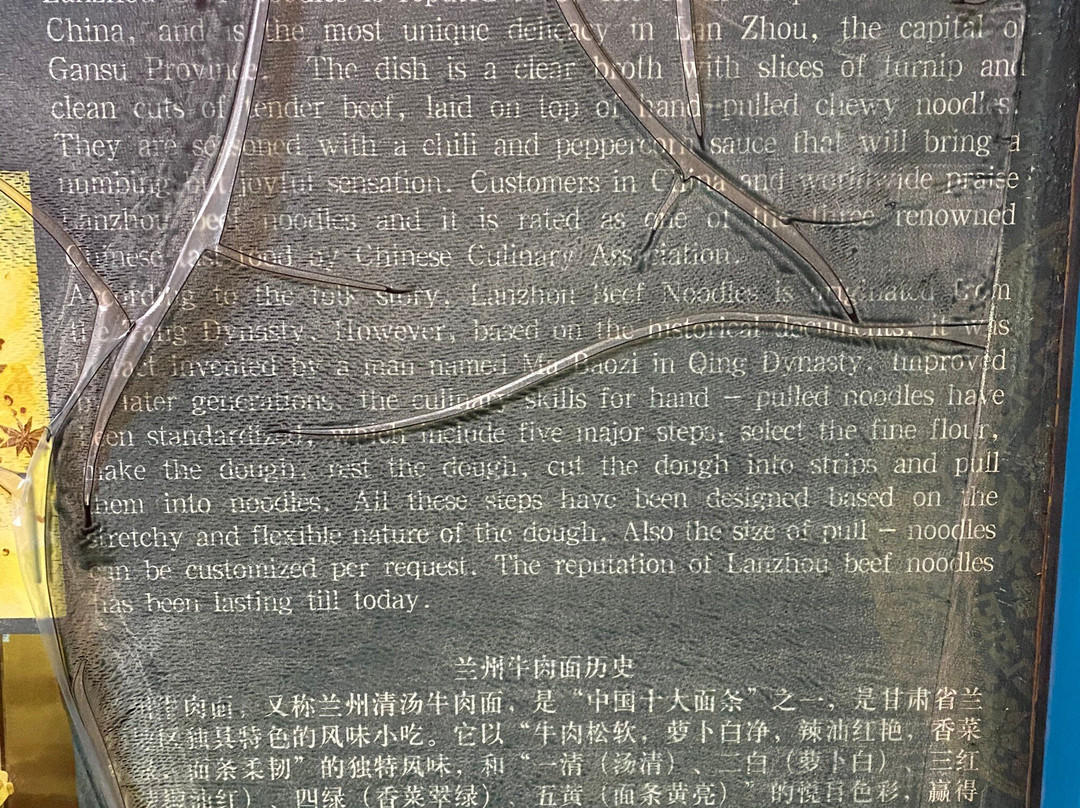 Lanzhou is reputed
China, and is the most unique delicacy in Lan Zhou, the capital of
Gansu Province. The dish is a clear broth with slices of turnip and
clean cuts of tender beef, laid on top of hand-pulled chewy noodles.
They are seasoned with a chili and peppercorn sauce that will bring a
numbing but joyful sensation. Customers in China and worldwide praise
Lanzhou beef noodles and it is rated as one of the three renowned
Chinese fast food by Chinese Culinary Association.
According to the folk story, Lanzhou Beef Noodles is originated from
the Tang Dynasty. However, based on the historical documents, it was
in fact invented by a man named Ma Baozi in Qing Dynasty. Improved
by later generations, the culinary skills for hand - pulled noodles have
been standardized, which include five major steps: select the fine flour,
make the dough, rest the dough, cut the dough into strips and pull
them into noodles. All these steps have been designed based on the
stretchy and flexible nature of the dough. Also the size of pull - noodles
can be customized per request. The reputation of Lanzhou beef noodles
has been lasting till today.
兰州牛肉面历史
牛肉面，又称兰州清汤牛肉面，是“中国十大面条”之一，是甘肃省兰
区独具特色的风味小吃。它以“牛肉松软，萝卜白净，辣油红艳，香菜
，面条柔韧”的独特风味，和“一清（汤清）、二白（萝卜白）、三红
油红）、四绿（香菜翠绿）、五黄（面条黄亮）”的 色彩，赢得